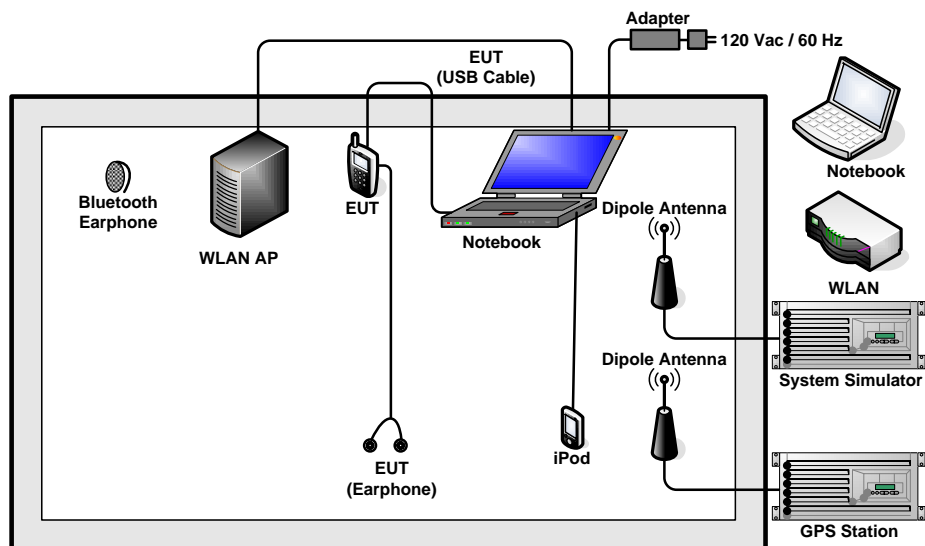 Adapter
120 Vac / 60 Hz
EUT
(USB Cable)
Bluetooth
Earphone
WLAN AP
EUT
Notebook
Dipole Antenna
Notebook
WLAN
System Simulator
Dipole Antenna
EUT
(Earphone)
iPod
GPS Station